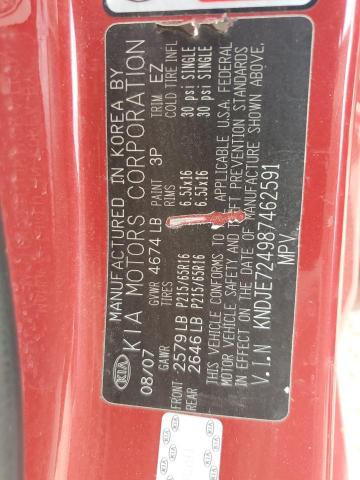 MANUFACTURED IN KOREA BY
KIA KIA MOTORS CORPORATION
08/07 GVWR 4674 LB PAINT 3P TRIM EZ
GAWR TIRES RIMS COLD TIRE INFL
FRONT 2579 LB P215/65R16 6.5Jx16 30 psi SINGLE
REAR 2646 LB P215/65R16 6.5Jx16 30 psi SINGLE
THIS VEHICLE CONFORMS TO ALL APPLICABLE U.S.A. FEDERAL
MOTOR VEHICLE SAFETY AND THEFT PREVENTION STANDARDS
IN EFFECT ON THE DATE OF MANUFACTURE SHOWN ABOVE.
V.I.N KNDJE724987462591
MPV